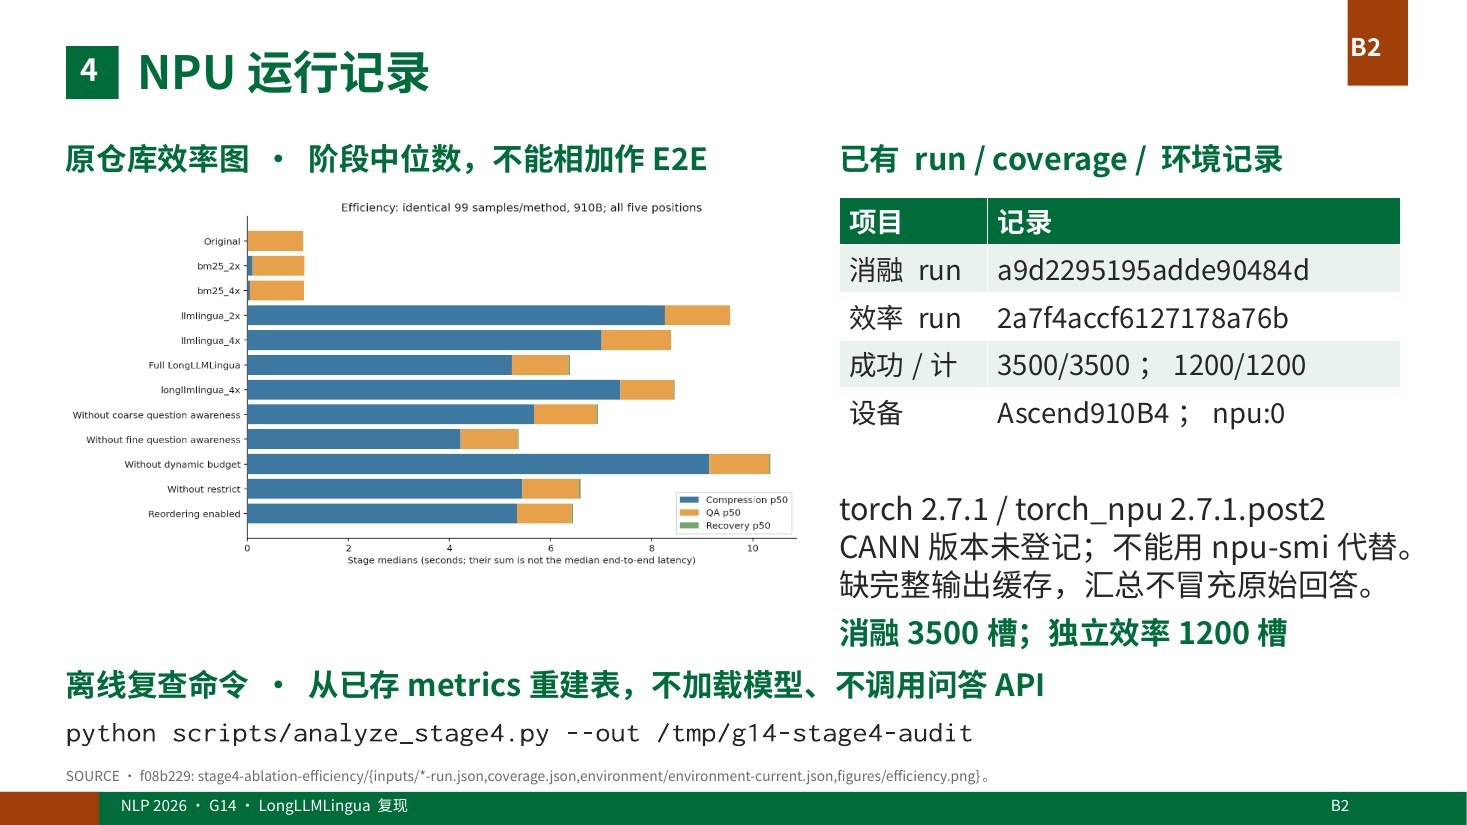 B2
4 NPU 运行记录
原仓库效率图 · 阶段中位数，不能相加作 E2E
Efficiency: identical 99 samples/method, 910B; all five positions
Original
bm25_2x
bm25_4x
llmlingua_2x
llmlingua_4x
Full LongLLMLingua
longllmlingua_4x
Without coarse question awareness
Without fine question awareness
Without dynamic budget
Without restrict
Reordering enabled
Compression p50
QA p50
Recovery p50
0 2 4 6 8 10
Stage medians (seconds; their sum is not the median end-to-end latency)
已有 run / coverage / 环境记录
项目 记录
消融 run a9d2295195adde90484d
效率 run 2a7f4accf6127178a76b
成功 / 计 3500/3500； 1200/1200
设备 Ascend910B4； npu:0
torch 2.7.1 / torch_npu 2.7.1.post2
CANN 版本未登记；不能用 npu-smi 代替。
缺完整输出缓存，汇总不冒充原始回答。
消融 3500 槽；独立效率 1200 槽
离线复查命令 · 从已存 metrics 重建表，不加载模型、不调用问答 API
python scripts/analyze_stage4.py --out /tmp/g14-stage4-audit
SOURCE · f08b229: stage4-ablation-efficiency/{inputs/*-run.json,coverage.json,environment/environment-current.json,figures/efficiency.png}。
NLP 2026 · G14 · LongLLMLingua 复现
B2